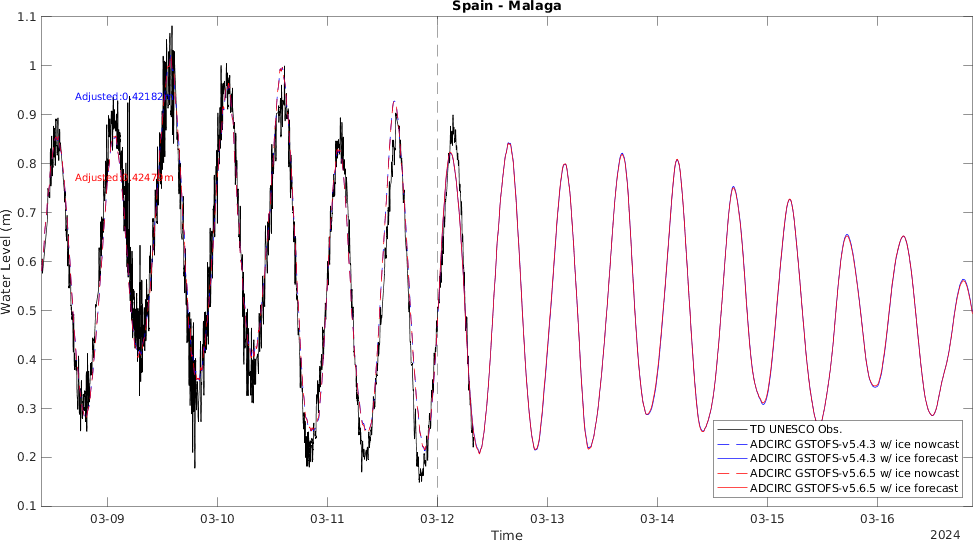 Spain - Malaga
1.1
1
0.9
0.8
0.7
0.6
0.5
0.4
0.3
0.2
0.1
Water Level (m)
Adjusted:0.42182m
TD UNESCO Obs.
ADCIRC GSTOFS-v5.4.3 w/ ice nowcast
ADCIRC GSTOFS-v5.4.3 w/ ice forecast
ADCIRC GSTOFS-v5.6.5 w/ ice nowcast
ADCIRC GSTOFS-v5.6.5 w/ ice forecast
03-09 03-10 03-11 03-12 03-13 03-14 03-15 03-16
Time
2024